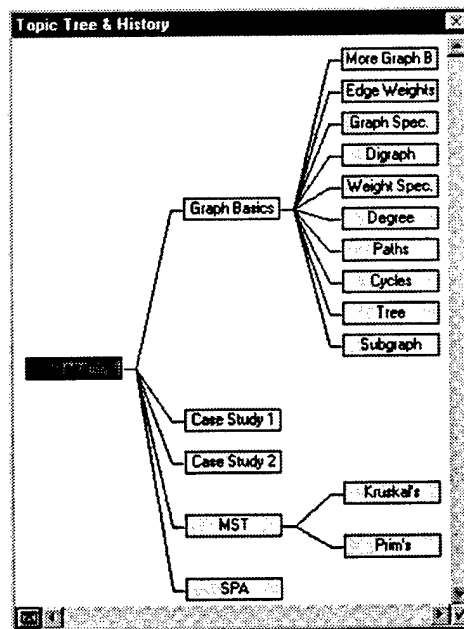 Topic Tree & History
More Graph B
Edge Weights
Graph Spec.
Digraph
Weight Spec.
Graph Basics
Degree
Paths
Cycles
Tree
Subgraph
Case Study 1
Case Study 2
Kruskal's
MST
Prim's
SPA